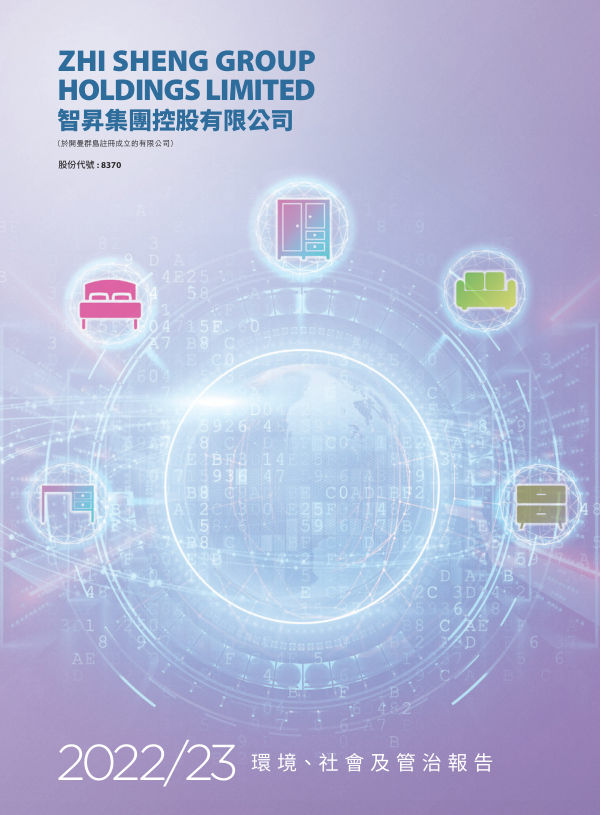 ZHI SHENG GROUP
HOLDINGS LIMITED
智昇集團控股有限公司
(於開曼群島註冊成立的有限公司)
股份代號 : 8370
2022/23 環境、社會及管治報告